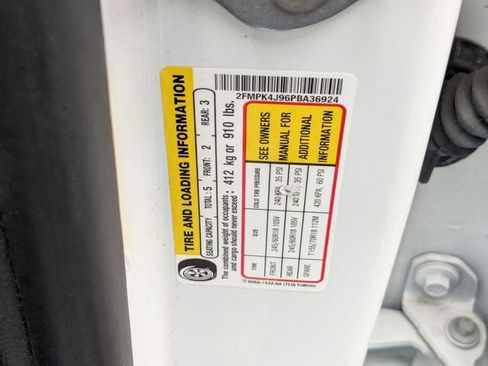 TIRE AND LOADING INFORMATION
SEATING CAPACITY TOTAL: 5 FRONT: 2 REAR: 3
The combined weight of occupants and cargo should never exceed: 412 kg or 910 lbs.
TIRE SIZE COLD TIRE PRESSURE
FRONT 245/60R18 105V 240 KPA, 35 PSI
REAR 245/60R18 105V 240 35 PSI
SPARE T155/70R18 112M 420 KPA, 60 PSI
SEE OWNERS
MANUAL FOR
ADDITIONAL
INFORMATION
2FMPK4J96PBA36924